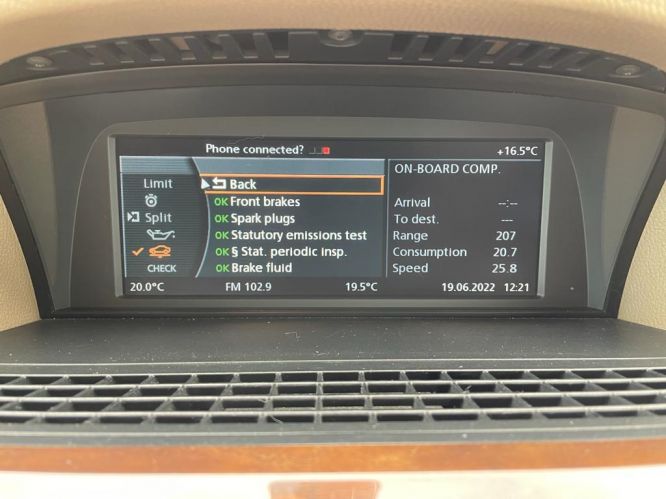 Phone connected? +16.5°C
Limit
Split
CHECK
Back
OK Front brakes
OK Spark plugs
OK Statutory emissions test
OK § Stat. periodic insp.
OK Brake fluid
ON-BOARD COMP.
Arrival --:--
To dest. ---
Range 207
Consumption 20.7
Speed 25.8
20.0°C FM 102.9 19.5°C 19.06.2022 12:21